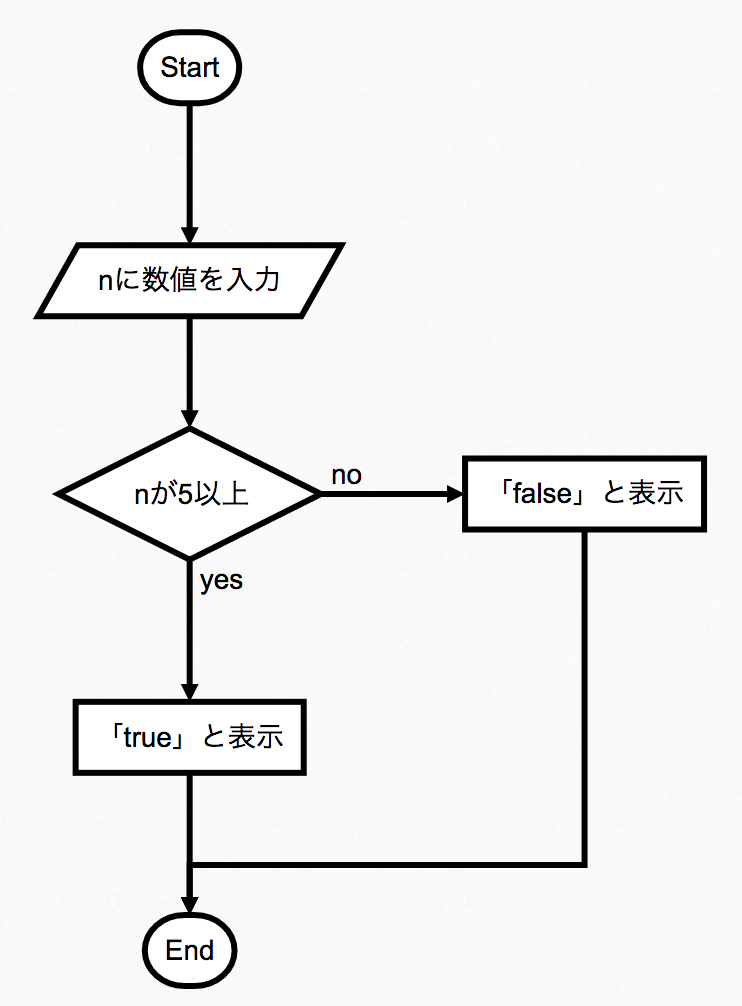 Start
nに数値を入力
nが5以上
no
「false」と表示
yes
「true」と表示
End